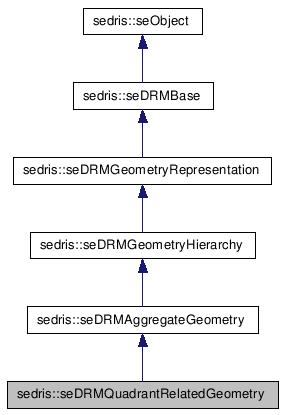 sedris::seObject
sedris::seDRMBase
sedris::seDRMGeometryRepresentation
sedris::seDRMGeometryHierarchy
sedris::seDRMAggregateGeometry
sedris::seDRMQuadrantRelatedGeometry